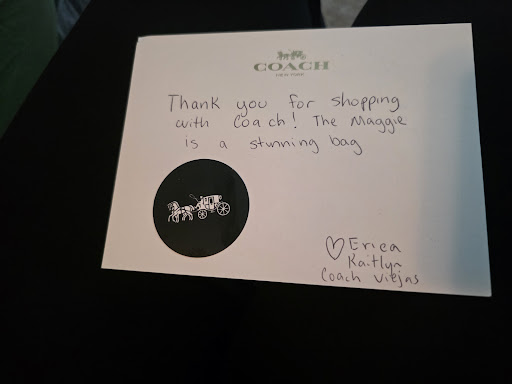 COACH
NEW YORK
Thank you for shopping
with Coach! The Maggie
is a stunning bag
♡Erica
Kaitlyn
Coach Viejas